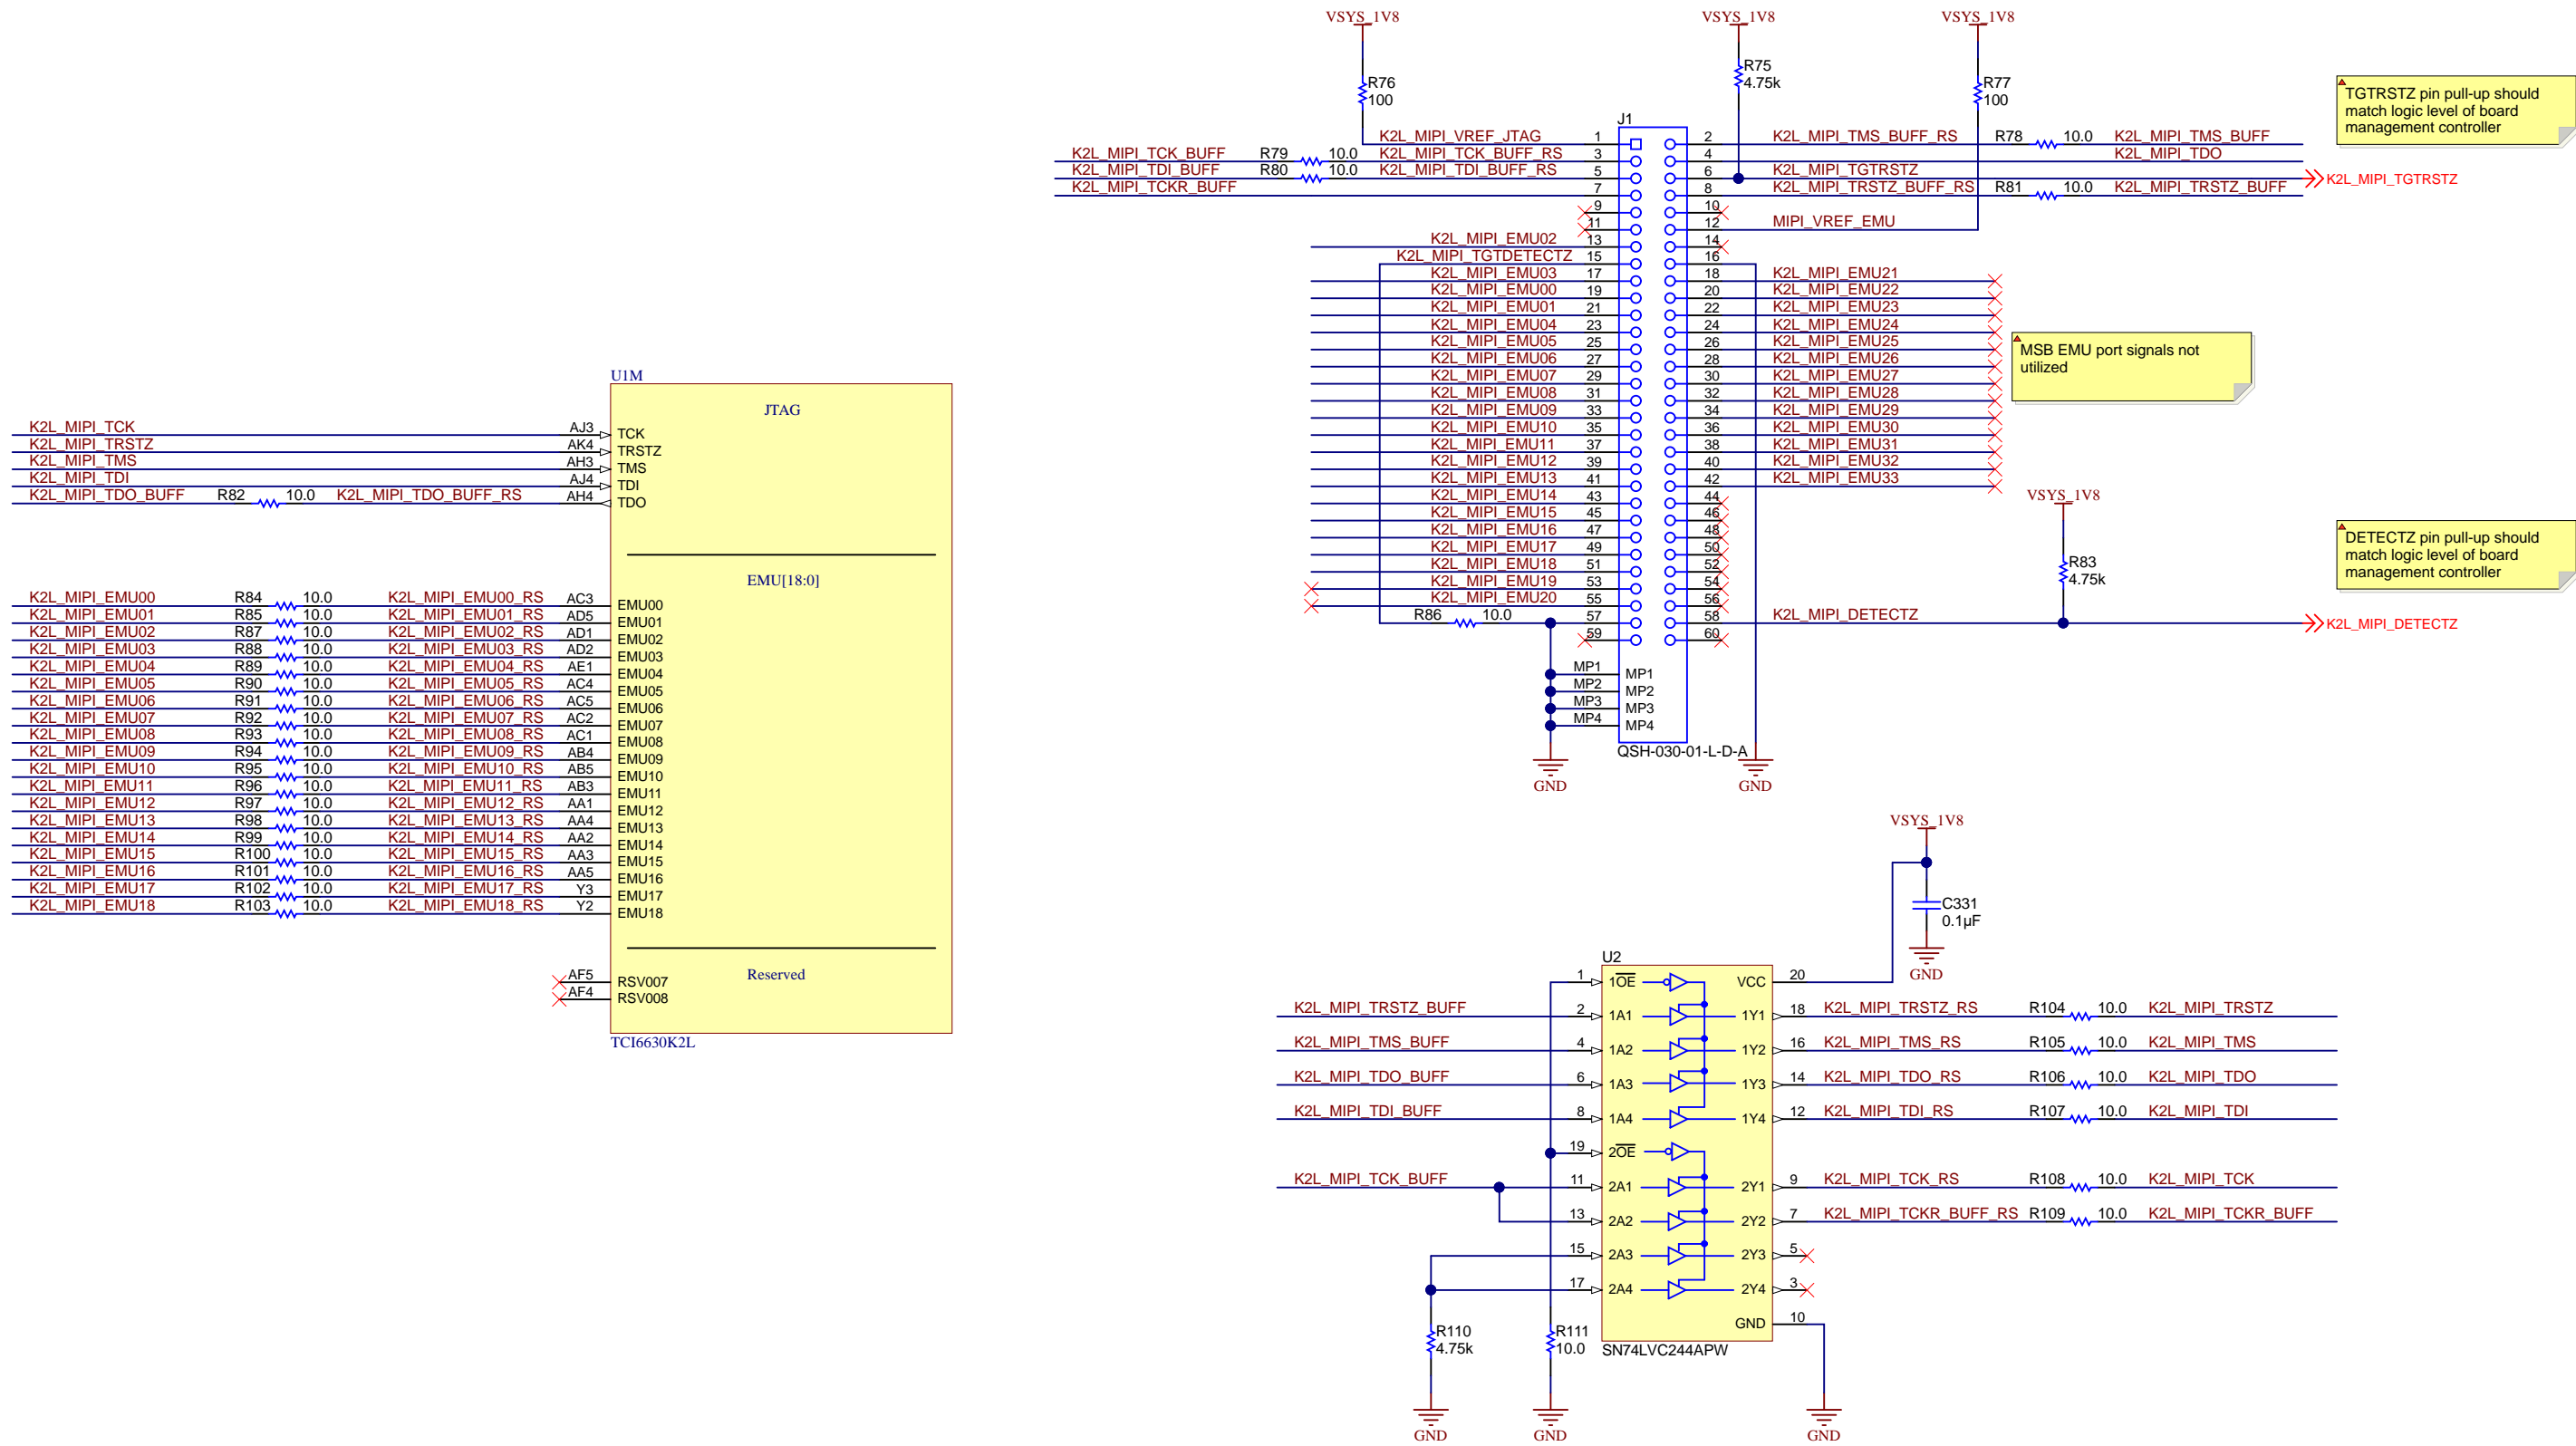 VSYS_1V8 VSYS_1V8 VSYS_1V8
R76 100
R75 4.75k
R77 100
TGTRSTZ pin pull-up should
match logic level of board
management controller
J1
K2L_MIPI_VREF_JTAG 1 2 K2L_MIPI_TMS_BUFF_RS R78 10.0 K2L_MIPI_TMS_BUFF
K2L_MIPI_TCK_BUFF R79 10.0 K2L_MIPI_TCK_BUFF_RS 3 4 K2L_MIPI_TDO
K2L_MIPI_TDI_BUFF R80 10.0 K2L_MIPI_TDI_BUFF_RS 5 6 K2L_MIPI_TGTRSTZ K2L_MIPI_TGTRSTZ
K2L_MIPI_TCKR_BUFF 7 8 K2L_MIPI_TRSTZ_BUFF_RS R81 10.0 K2L_MIPI_TRSTZ_BUFF
9 10
11 12 MIPI_VREF_EMU
K2L_MIPI_EMU02 13 14
K2L_MIPI_TGTDETECTZ 15 16
K2L_MIPI_EMU03 17 18 K2L_MIPI_EMU21
K2L_MIPI_EMU00 19 20 K2L_MIPI_EMU22
K2L_MIPI_EMU01 21 22 K2L_MIPI_EMU23
K2L_MIPI_EMU04 23 24 K2L_MIPI_EMU24
K2L_MIPI_EMU05 25 26 K2L_MIPI_EMU25
K2L_MIPI_EMU06 27 28 K2L_MIPI_EMU26
K2L_MIPI_EMU07 29 30 K2L_MIPI_EMU27
K2L_MIPI_EMU08 31 32 K2L_MIPI_EMU28
K2L_MIPI_EMU09 33 34 K2L_MIPI_EMU29
K2L_MIPI_EMU10 35 36 K2L_MIPI_EMU30
K2L_MIPI_EMU11 37 38 K2L_MIPI_EMU31
K2L_MIPI_EMU12 39 40 K2L_MIPI_EMU32
K2L_MIPI_EMU13 41 42 K2L_MIPI_EMU33
K2L_MIPI_EMU14 43 44
K2L_MIPI_EMU15 45 46
K2L_MIPI_EMU16 47 48
K2L_MIPI_EMU17 49 50
K2L_MIPI_EMU18 51 52
K2L_MIPI_EMU19 53 54
K2L_MIPI_EMU20 55 56
R86 10.0 57 58 K2L_MIPI_DETECTZ K2L_MIPI_DETECTZ
59 60
MP1 MP1
MP2 MP2
MP3 MP3
MP4 MP4
QSH-030-01-L-D-A
GND GND
MSB EMU port signals not
utilized
VSYS_1V8
R83
4.75k
DETECTZ pin pull-up should
match logic level of board
management controller
U1M
JTAG
K2L_MIPI_TCK AJ3 TCK
K2L_MIPI_TRSTZ AK4 TRSTZ
K2L_MIPI_TMS AH3 TMS
K2L_MIPI_TDI AJ4 TDI
K2L_MIPI_TDO_BUFF R82 10.0 K2L_MIPI_TDO_BUFF_RS AH4 TDO
EMU[18:0]
K2L_MIPI_EMU00 R84 10.0 K2L_MIPI_EMU00_RS AC3 EMU00
K2L_MIPI_EMU01 R85 10.0 K2L_MIPI_EMU01_RS AD5 EMU01
K2L_MIPI_EMU02 R87 10.0 K2L_MIPI_EMU02_RS AD1 EMU02
K2L_MIPI_EMU03 R88 10.0 K2L_MIPI_EMU03_RS AD2 EMU03
K2L_MIPI_EMU04 R89 10.0 K2L_MIPI_EMU04_RS AE1 EMU04
K2L_MIPI_EMU05 R90 10.0 K2L_MIPI_EMU05_RS AC4 EMU05
K2L_MIPI_EMU06 R91 10.0 K2L_MIPI_EMU06_RS AC5 EMU06
K2L_MIPI_EMU07 R92 10.0 K2L_MIPI_EMU07_RS AC2 EMU07
K2L_MIPI_EMU08 R93 10.0 K2L_MIPI_EMU08_RS AC1 EMU08
K2L_MIPI_EMU09 R94 10.0 K2L_MIPI_EMU09_RS AB4 EMU09
K2L_MIPI_EMU10 R95 10.0 K2L_MIPI_EMU10_RS AB5 EMU10
K2L_MIPI_EMU11 R96 10.0 K2L_MIPI_EMU11_RS AB3 EMU11
K2L_MIPI_EMU12 R97 10.0 K2L_MIPI_EMU12_RS AA1 EMU12
K2L_MIPI_EMU13 R98 10.0 K2L_MIPI_EMU13_RS AA4 EMU13
K2L_MIPI_EMU14 R99 10.0 K2L_MIPI_EMU14_RS AA2 EMU14
K2L_MIPI_EMU15 R100 10.0 K2L_MIPI_EMU15_RS AA3 EMU15
K2L_MIPI_EMU16 R101 10.0 K2L_MIPI_EMU16_RS AA5 EMU16
K2L_MIPI_EMU17 R102 10.0 K2L_MIPI_EMU17_RS Y3 EMU17
K2L_MIPI_EMU18 R103 10.0 K2L_MIPI_EMU18_RS Y2 EMU18
Reserved
AF5 RSV007
AF4 RSV008
TCI6630K2L
VSYS_1V8
C331
0.1µF
GND
U2
1 1OE VCC 20
K2L_MIPI_TRSTZ_BUFF 2 1A1 1Y1 18 K2L_MIPI_TRSTZ_RS R104 10.0 K2L_MIPI_TRSTZ
K2L_MIPI_TMS_BUFF 4 1A2 1Y2 16 K2L_MIPI_TMS_RS R105 10.0 K2L_MIPI_TMS
K2L_MIPI_TDO_BUFF 6 1A3 1Y3 14 K2L_MIPI_TDO_RS R106 10.0 K2L_MIPI_TDO
K2L_MIPI_TDI_BUFF 8 1A4 1Y4 12 K2L_MIPI_TDI_RS R107 10.0 K2L_MIPI_TDI
19 2OE
K2L_MIPI_TCK_BUFF 11 2A1 2Y1 9 K2L_MIPI_TCK_RS R108 10.0 K2L_MIPI_TCK
13 2A2 2Y2 7 K2L_MIPI_TCKR_BUFF_RS R109 10.0 K2L_MIPI_TCKR_BUFF
15 2A3 2Y3 5
17 2A4 2Y4 3
GND 10
R110 R111
4.75k 10.0
SN74LVC244APW
GND GND GND